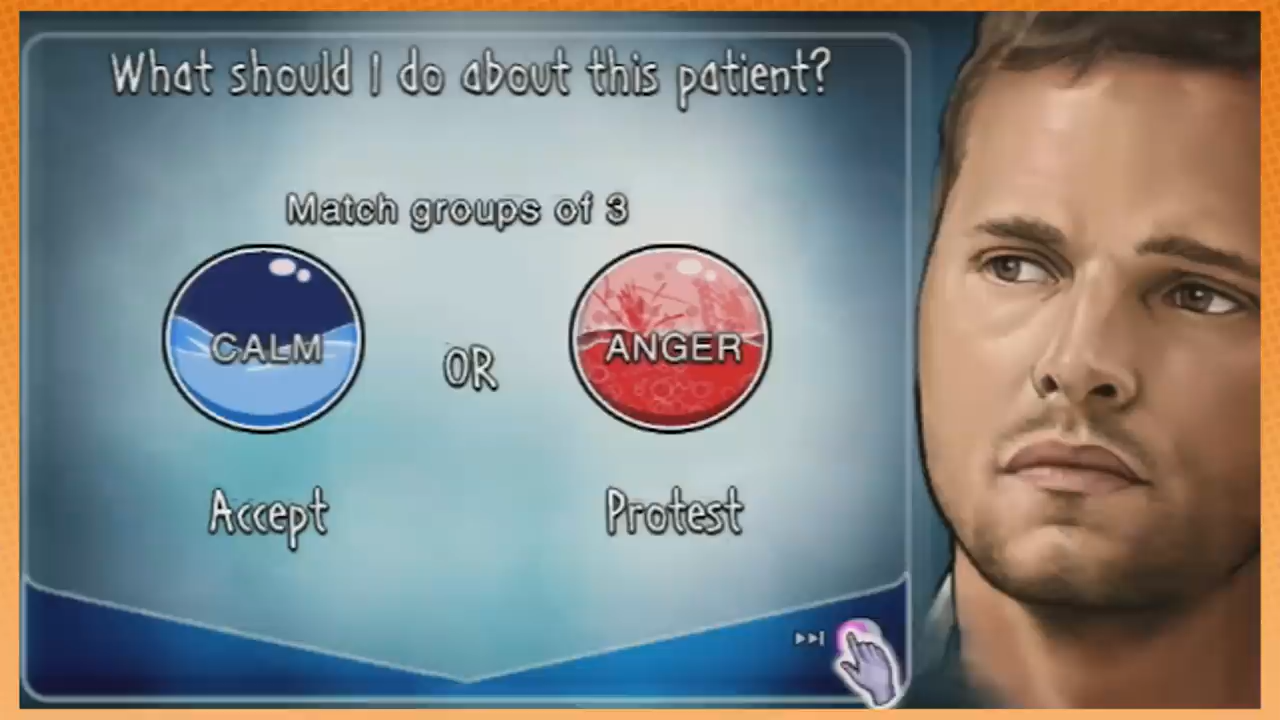 What should I do about this patient?
Match groups of 3
CALM
OR
ANGER
Accept
Protest